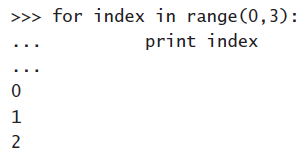 >>> for index in range(0,3):
...          print index
...
0
1
2